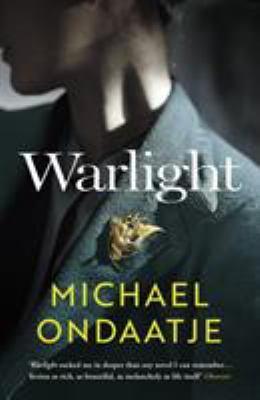 Warlight
MICHAEL
ONDAATJE
'Warlight sucked me in deeper than any novel I can remember...
Stories as rich, as beautiful, as melancholy as life itself' Observer